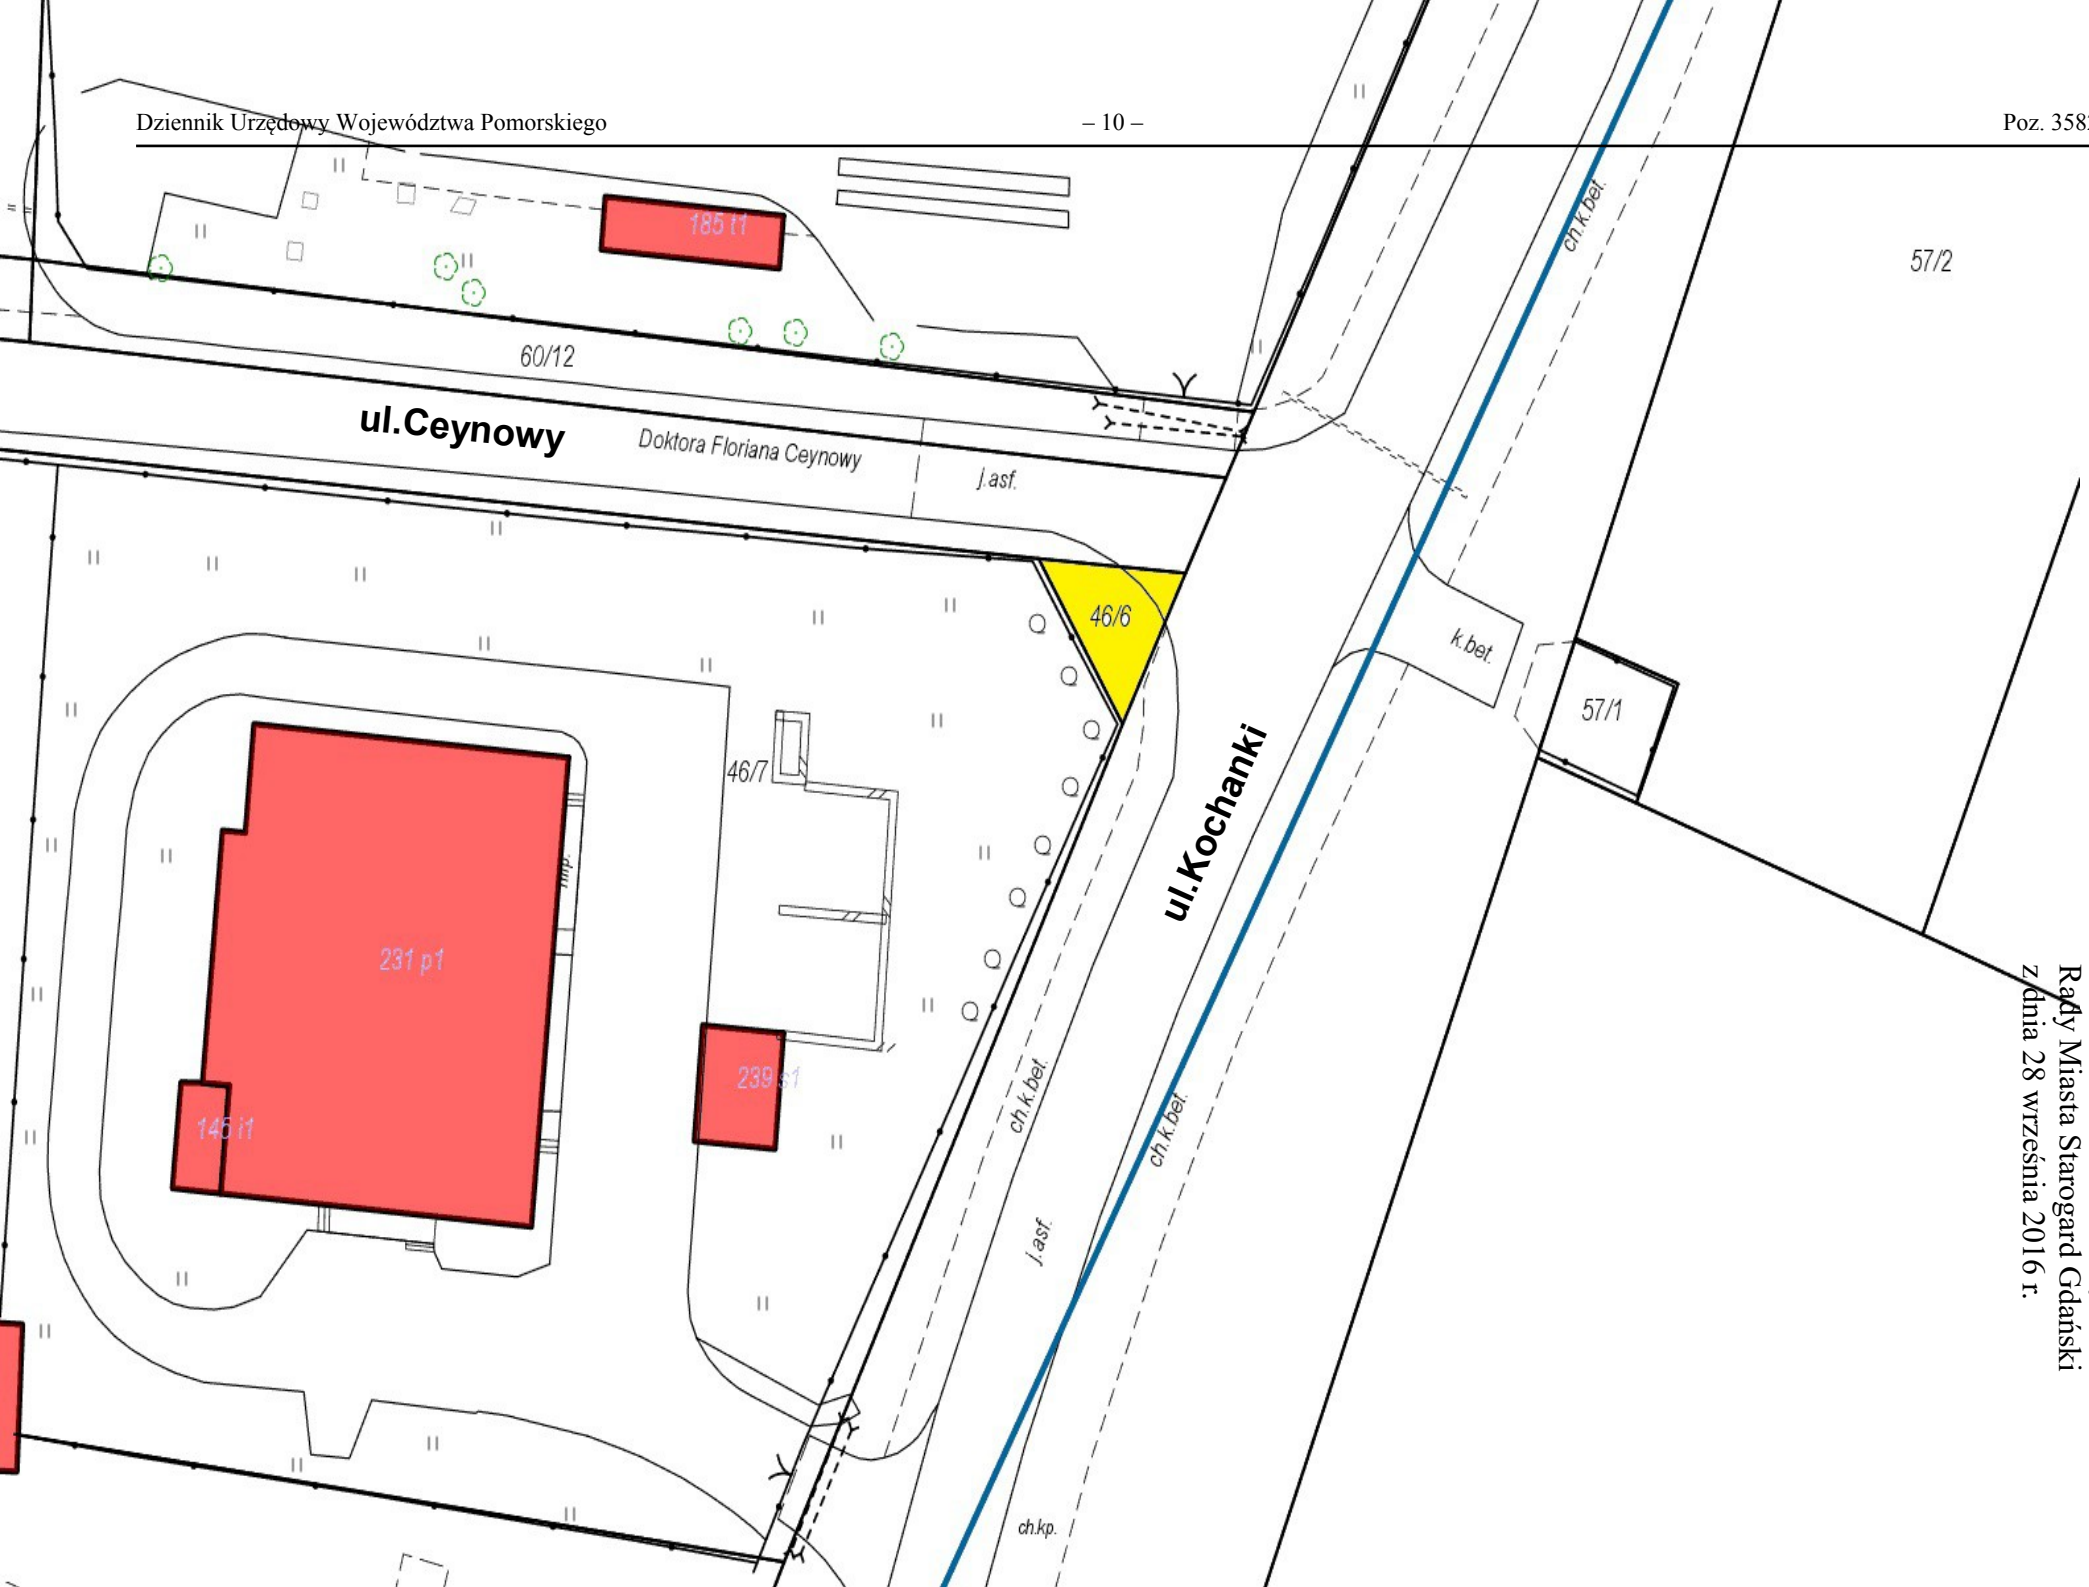 Dziennik Urzędowy Województwa Pomorskiego
– 10 –
Poz. 358
ch.k.bet.
57/2
185 t1
60/12
ul.Ceynowy
Doktora Floriana Ceynowy
j.asf.
46/6
k.bet.
57/1
46/7
ul.Kochanki
231 p1
239 s1
145 i1
ch.k.bet.
ch.k.bet.
j.asf.
ch.kp.
Rady Miasta Starogard Gdański
z dnia 28 września 2016 r.